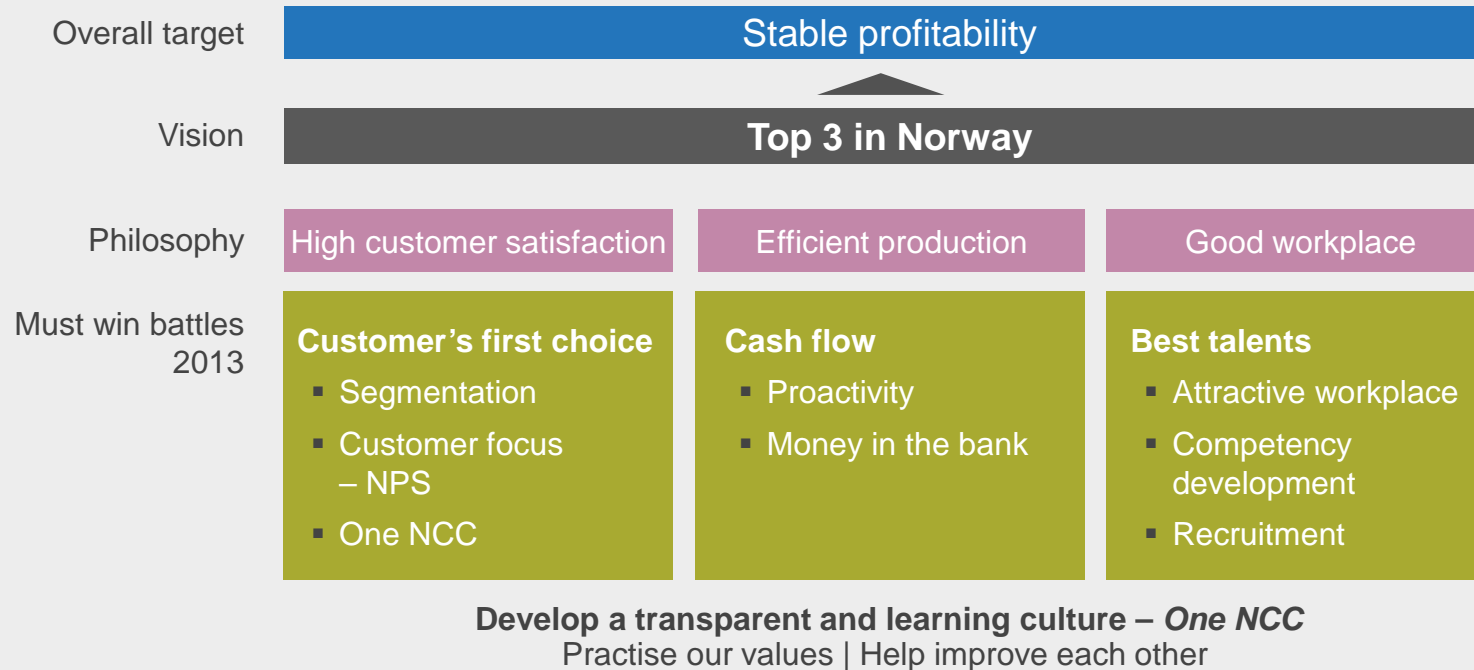 Overall target
Stable profitability
Vision
Top 3 in Norway
Philosophy
High customer satisfaction
Efficient production
Good workplace
Must win battles
2013
Customer’s first choice
▪ Segmentation
▪ Customer focus
– NPS
▪ One NCC
Cash flow
▪ Proactivity
▪ Money in the bank
Best talents
▪ Attractive workplace
▪ Competency
development
▪ Recruitment
Develop a transparent and learning culture – One NCC
Practise our values | Help improve each other